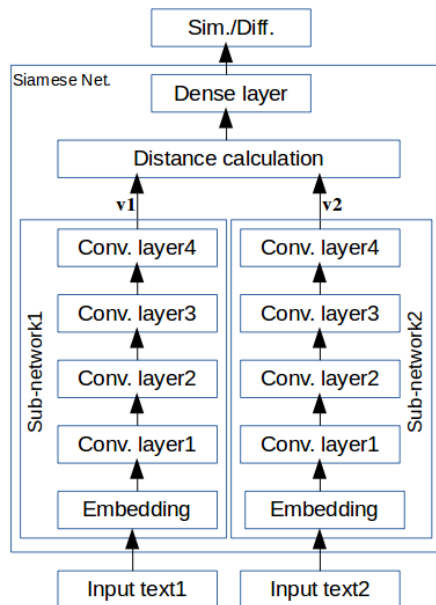 Sim./Diff.
Siamese Net.
Dense layer
Distance calculation
v1
v2
Sub-network1
Conv. layer4
Conv. layer3
Conv. layer2
Conv. layer1
Embedding
Conv. layer4
Conv. layer3
Conv. layer2
Conv. layer1
Embedding
Sub-network2
Input text1
Input text2